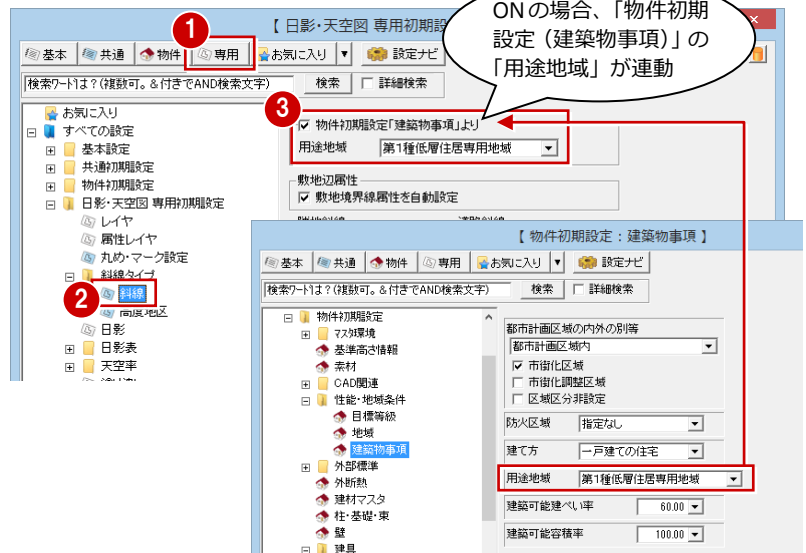 ONの場合、「物件初期
設定（建築物事項）」の
「用途地域」が連動
1
【 日影・天空図 専用初期設
×
基本 共通 物件 専用 お気に入り ▼ 設定ナビ
検索ワードは？(複数可。&付きでAND検索文字) 検索 詳細検索
3
お気に入り
すべての設定
基本設定
共通初期設定
物件初期設定
日影・天空図 専用初期設定
レイヤ
属性レイヤ
丸め・マーク設定
斜線タイプ
2
斜線
高度地区
日影
日影表
天空率
物件初期設定「建築物事項」より
用途地域 第1種低層住居専用地域
敷地辺属性
敷地境界線属性を自動設定
【 物件初期設定：建築物事項 】
基本 共通 物件 専用 お気に入り ▼ 設定ナビ
検索ワードは？(複数可。&付きでAND検索文字) 検索 詳細検索
物件初期設定
マスタ環境
基準高さ情報
素材
CAD関連
性能・地域条件
目標等級
地域
建築物事項
外部標準
外断熱
建材マスタ
柱・基礎・束
壁
建具
都市計画区域の内外の別等
都市計画区域内
市街化区域
市街化調整区域
区域区分非設定
防火区域 指定なし
建て方 一戸建ての住宅
用途地域 第1種低層住居専用地域
建築可能建ぺい率 60.00
建築可能容積率 100.00